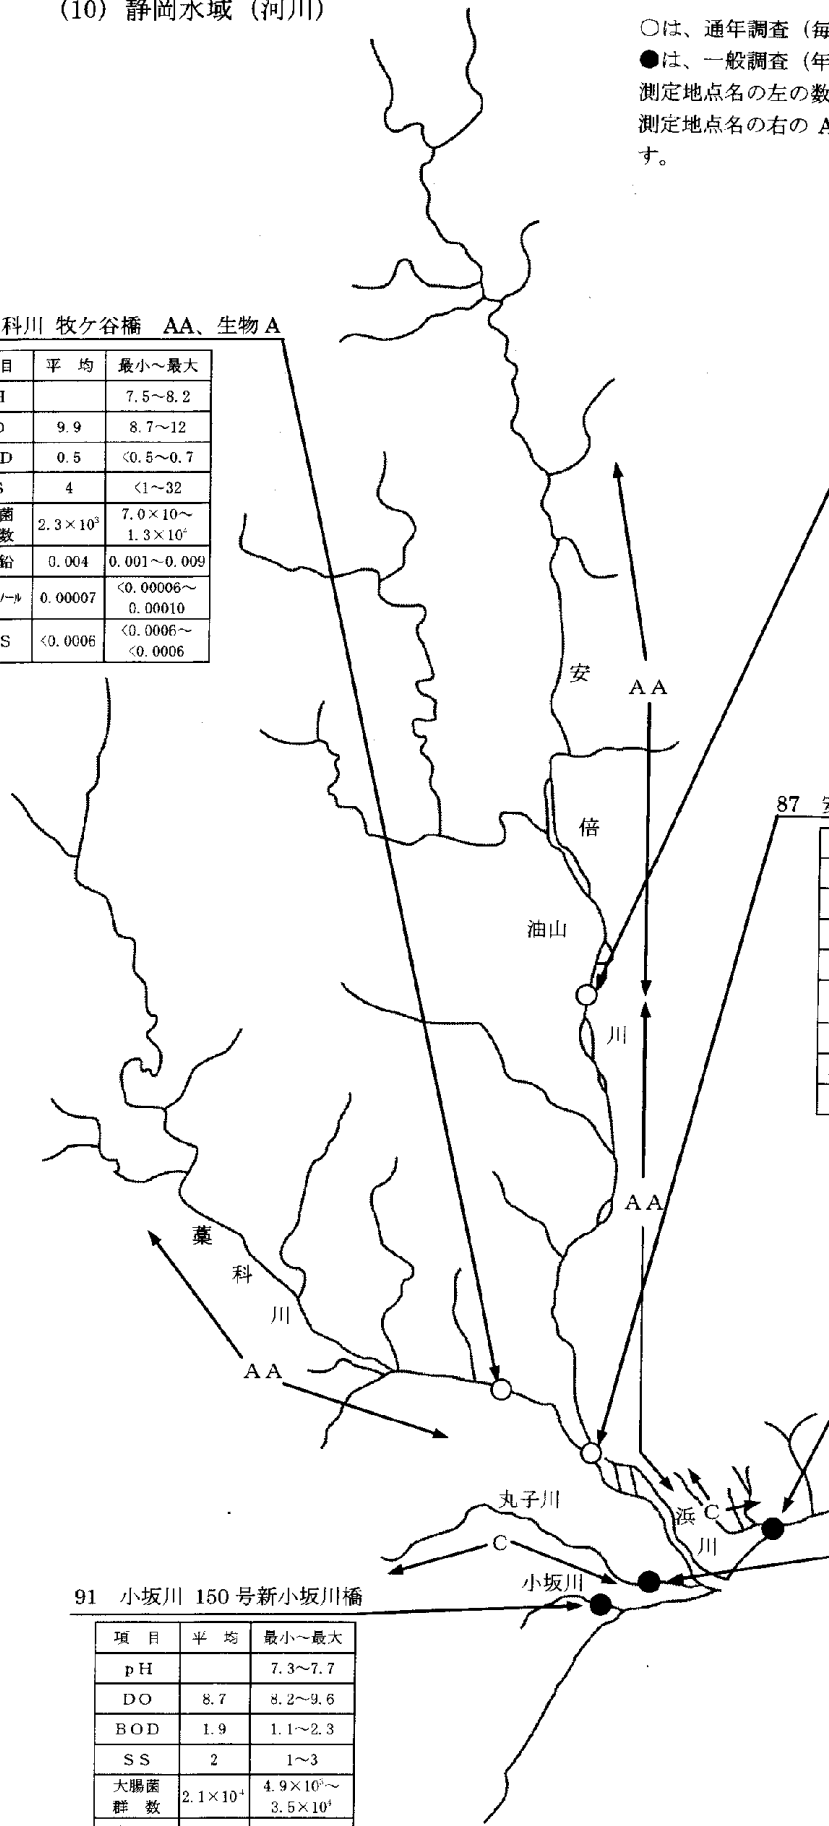 (10) 静岡水域（河川）
○は、通年調査（毎
●は、一般調査（年
測定地点名の左の数
測定地点名の右の A
す。
科川 牧ケ谷橋 AA、生物 A
目 平 均 最小～最大
H 7.5～8.2
O 9.9 8.7～12
D 0.5 <0.5～0.7
S 4 <1～32
菌 数 2.3×10³ 7.0×10～
1.3×10⁴
鉛 0.004 0.001～0.009
ノール 0.00007 <0.00006～
0.00010
S <0.0006 <0.0006～
<0.0006
安
AA
倍
87
油山
川
AA
藁
科
川
AA
丸子川
C
浜
C
川
小坂川
91 小坂川 150号新小坂川橋
項 目 平 均 最小～最大
pH 7.3～7.7
DO 8.7 8.2～9.6
BOD 1.9 1.1～2.3
SS 2 1～3
大腸菌
群 数 2.1×10⁴ 4.9×10³～
3.5×10⁴